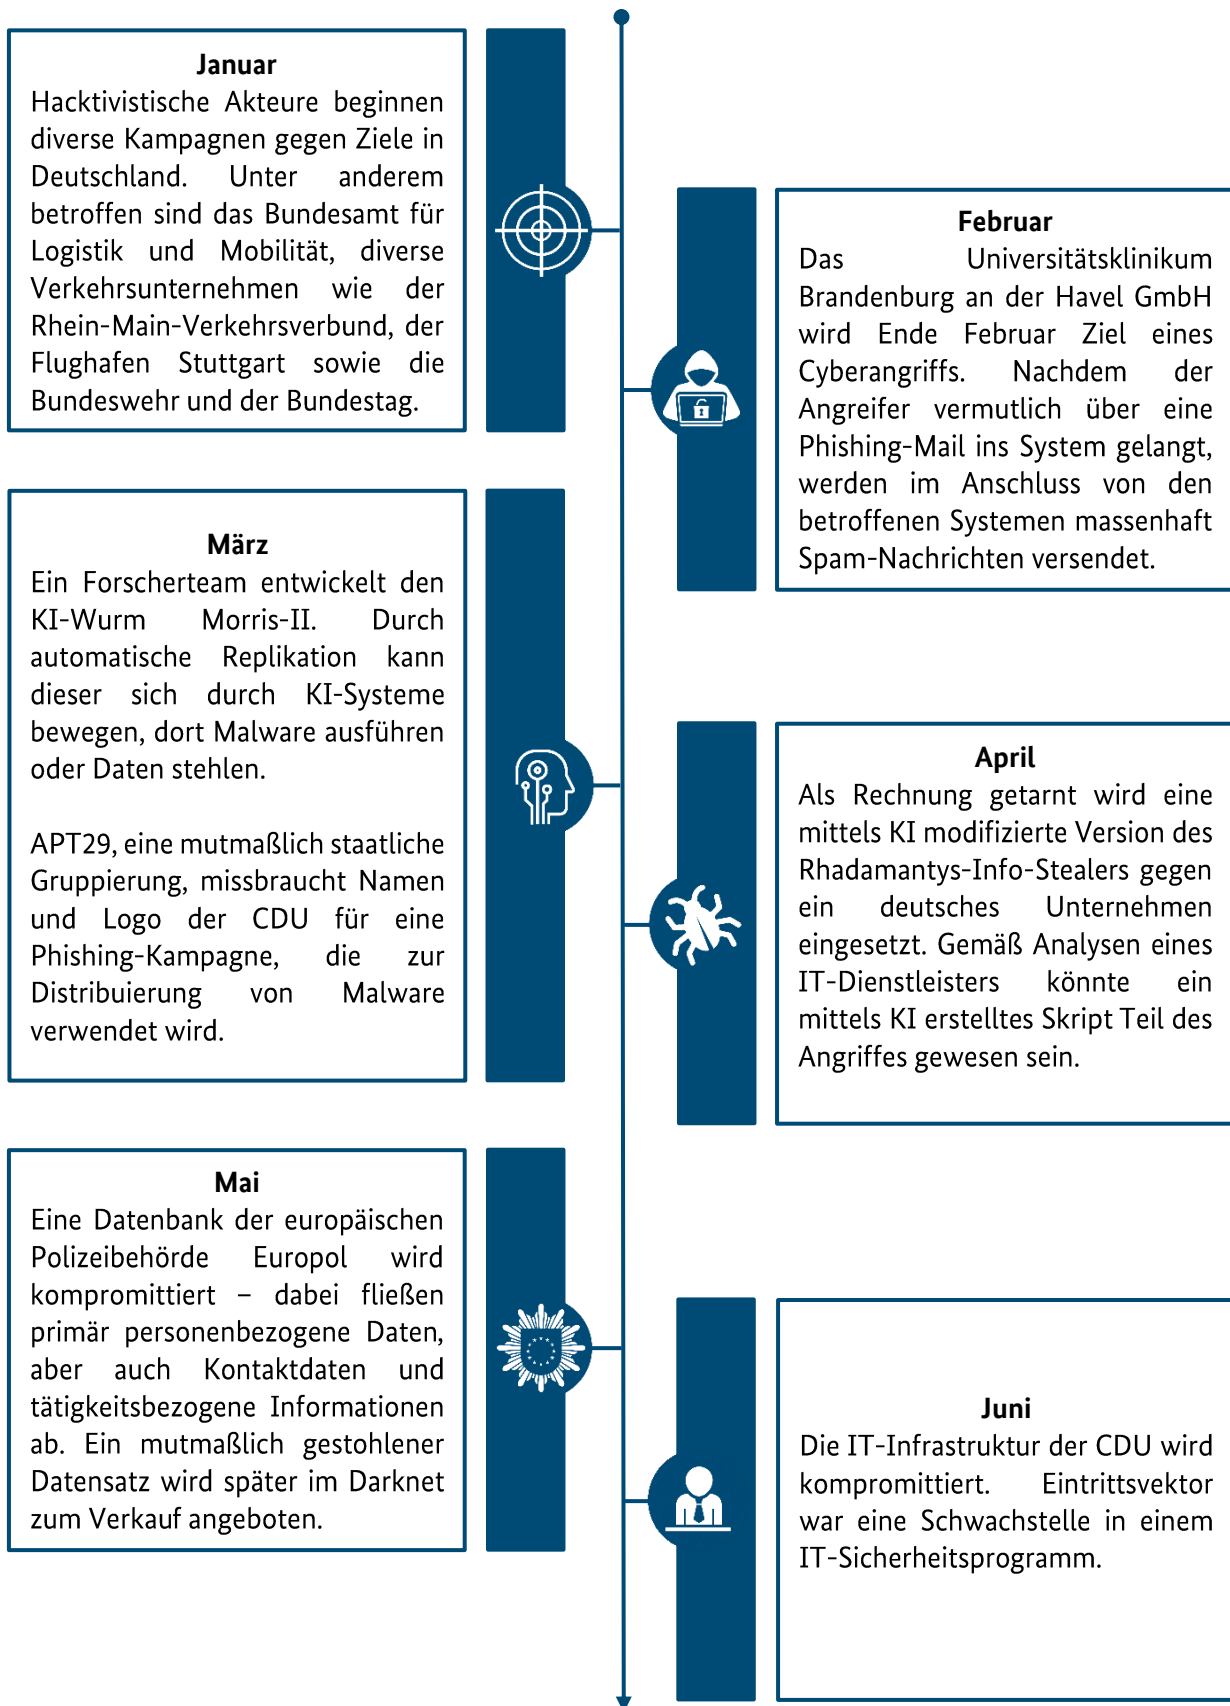 Januar
Hacktivistische Akteure beginnen
diverse Kampagnen gegen Ziele in
Deutschland. Unter anderem
betroffen sind das Bundesamt für
Logistik und Mobilität, diverse
Verkehrsunternehmen wie der
Rhein-Main-Verkehrsverbund, der
Flughafen Stuttgart sowie die
Bundeswehr und der Bundestag.
Februar
Das Universitätsklinikum
Brandenburg an der Havel GmbH
wird Ende Februar Ziel eines
Cyberangriffs. Nachdem der
Angreifer vermutlich über eine
Phishing-Mail ins System gelangt,
werden im Anschluss von den
betroffenen Systemen massenhaft
Spam-Nachrichten versendet.
März
Ein Forscherteam entwickelt den
KI-Wurm Morris-II. Durch
automatische Replikation kann
dieser sich durch KI-Systeme
bewegen, dort Malware ausführen
oder Daten stehlen.
APT29, eine mutmaßlich staatliche
Gruppierung, missbraucht Namen
und Logo der CDU für eine
Phishing-Kampagne, die zur
Distribuierung von Malware
verwendet wird.
April
Als Rechnung getarnt wird eine
mittels KI modifizierte Version des
Rhadamantys-Info-Stealers gegen
ein deutsches Unternehmen
eingesetzt. Gemäß Analysen eines
IT-Dienstleisters könnte ein
mittels KI erstelltes Skript Teil des
Angriffes gewesen sein.
Mai
Eine Datenbank der europäischen
Polizeibehörde Europol wird
kompromittiert – dabei fließen
primär personenbezogene Daten,
aber auch Kontaktdaten und
tätigkeitsbezogene Informationen
ab. Ein mutmaßlich gestohlener
Datensatz wird später im Darknet
zum Verkauf angeboten.
Juni
Die IT-Infrastruktur der CDU wird
kompromittiert. Eintrittsvektor
war eine Schwachstelle in einem
IT-Sicherheitsprogramm.